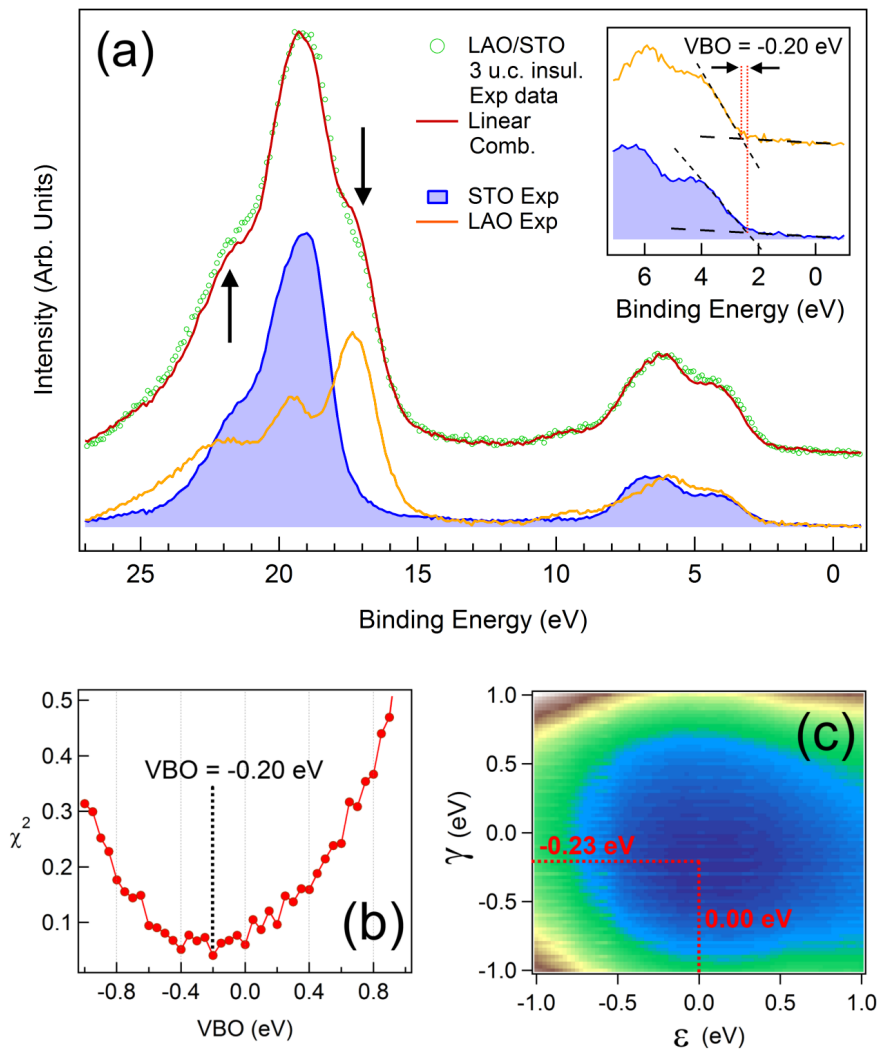 (a)
LAO/STO
3 u.c. insul.
Exp data
Linear
Comb.
STO Exp
LAO Exp
VBO = -0.20 eV
6 4 2 0
Binding Energy (eV)
Intensity (Arb. Units)
25 20 15 10 5 0
Binding Energy (eV)
0.5
0.4
0.3
0.2
0.1
χ²
VBO = -0.20 eV
(b)
-0.8 -0.4 0.0 0.4 0.8
VBO (eV)
1.0
0.5
0.0
-0.5
-1.0
γ (eV)
(c)
-0.23 eV
0.00 eV
-1.0 -0.5 0.0 0.5 1.0
ε (eV)